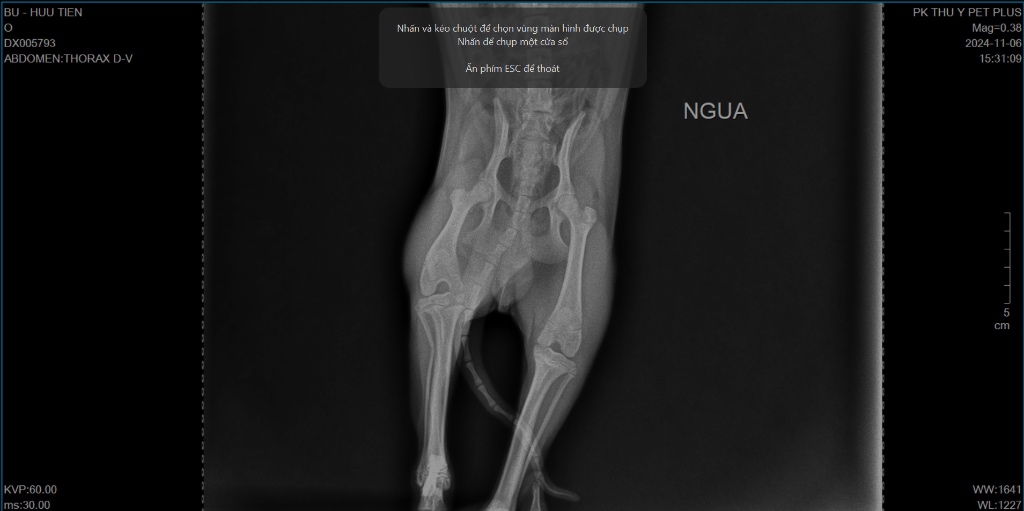 BU - HUU TIEN
O
DX005793
ABDOMEN:THORAX D-V
Nhấn và kéo chuột để chọn vùng màn hình được chụp
Nhấn để chụp một cửa sổ
Ấn phím ESC để thoát
PK THU Y PET PLUS
Mag=0.38
2024-11-06
15:31:09
NGUA
5
cm
KVP:60.00
ms:30.00
WW:1641
WL:1227